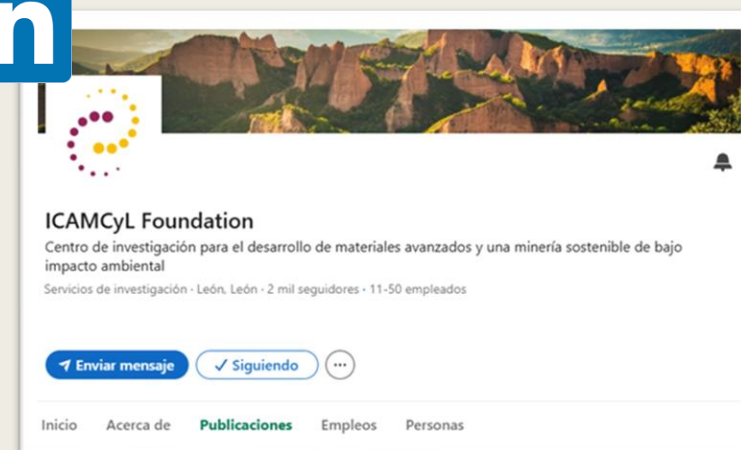 n
ICAMCyL Foundation
Centro de investigación para el desarrollo de materiales avanzados y una minería sostenible de bajo
impacto ambiental
Servicios de investigación · León, León · 2 mil seguidores · 11-50 empleados
Enviar mensaje
Siguiendo
Inicio Acerca de Publicaciones Empleos Personas